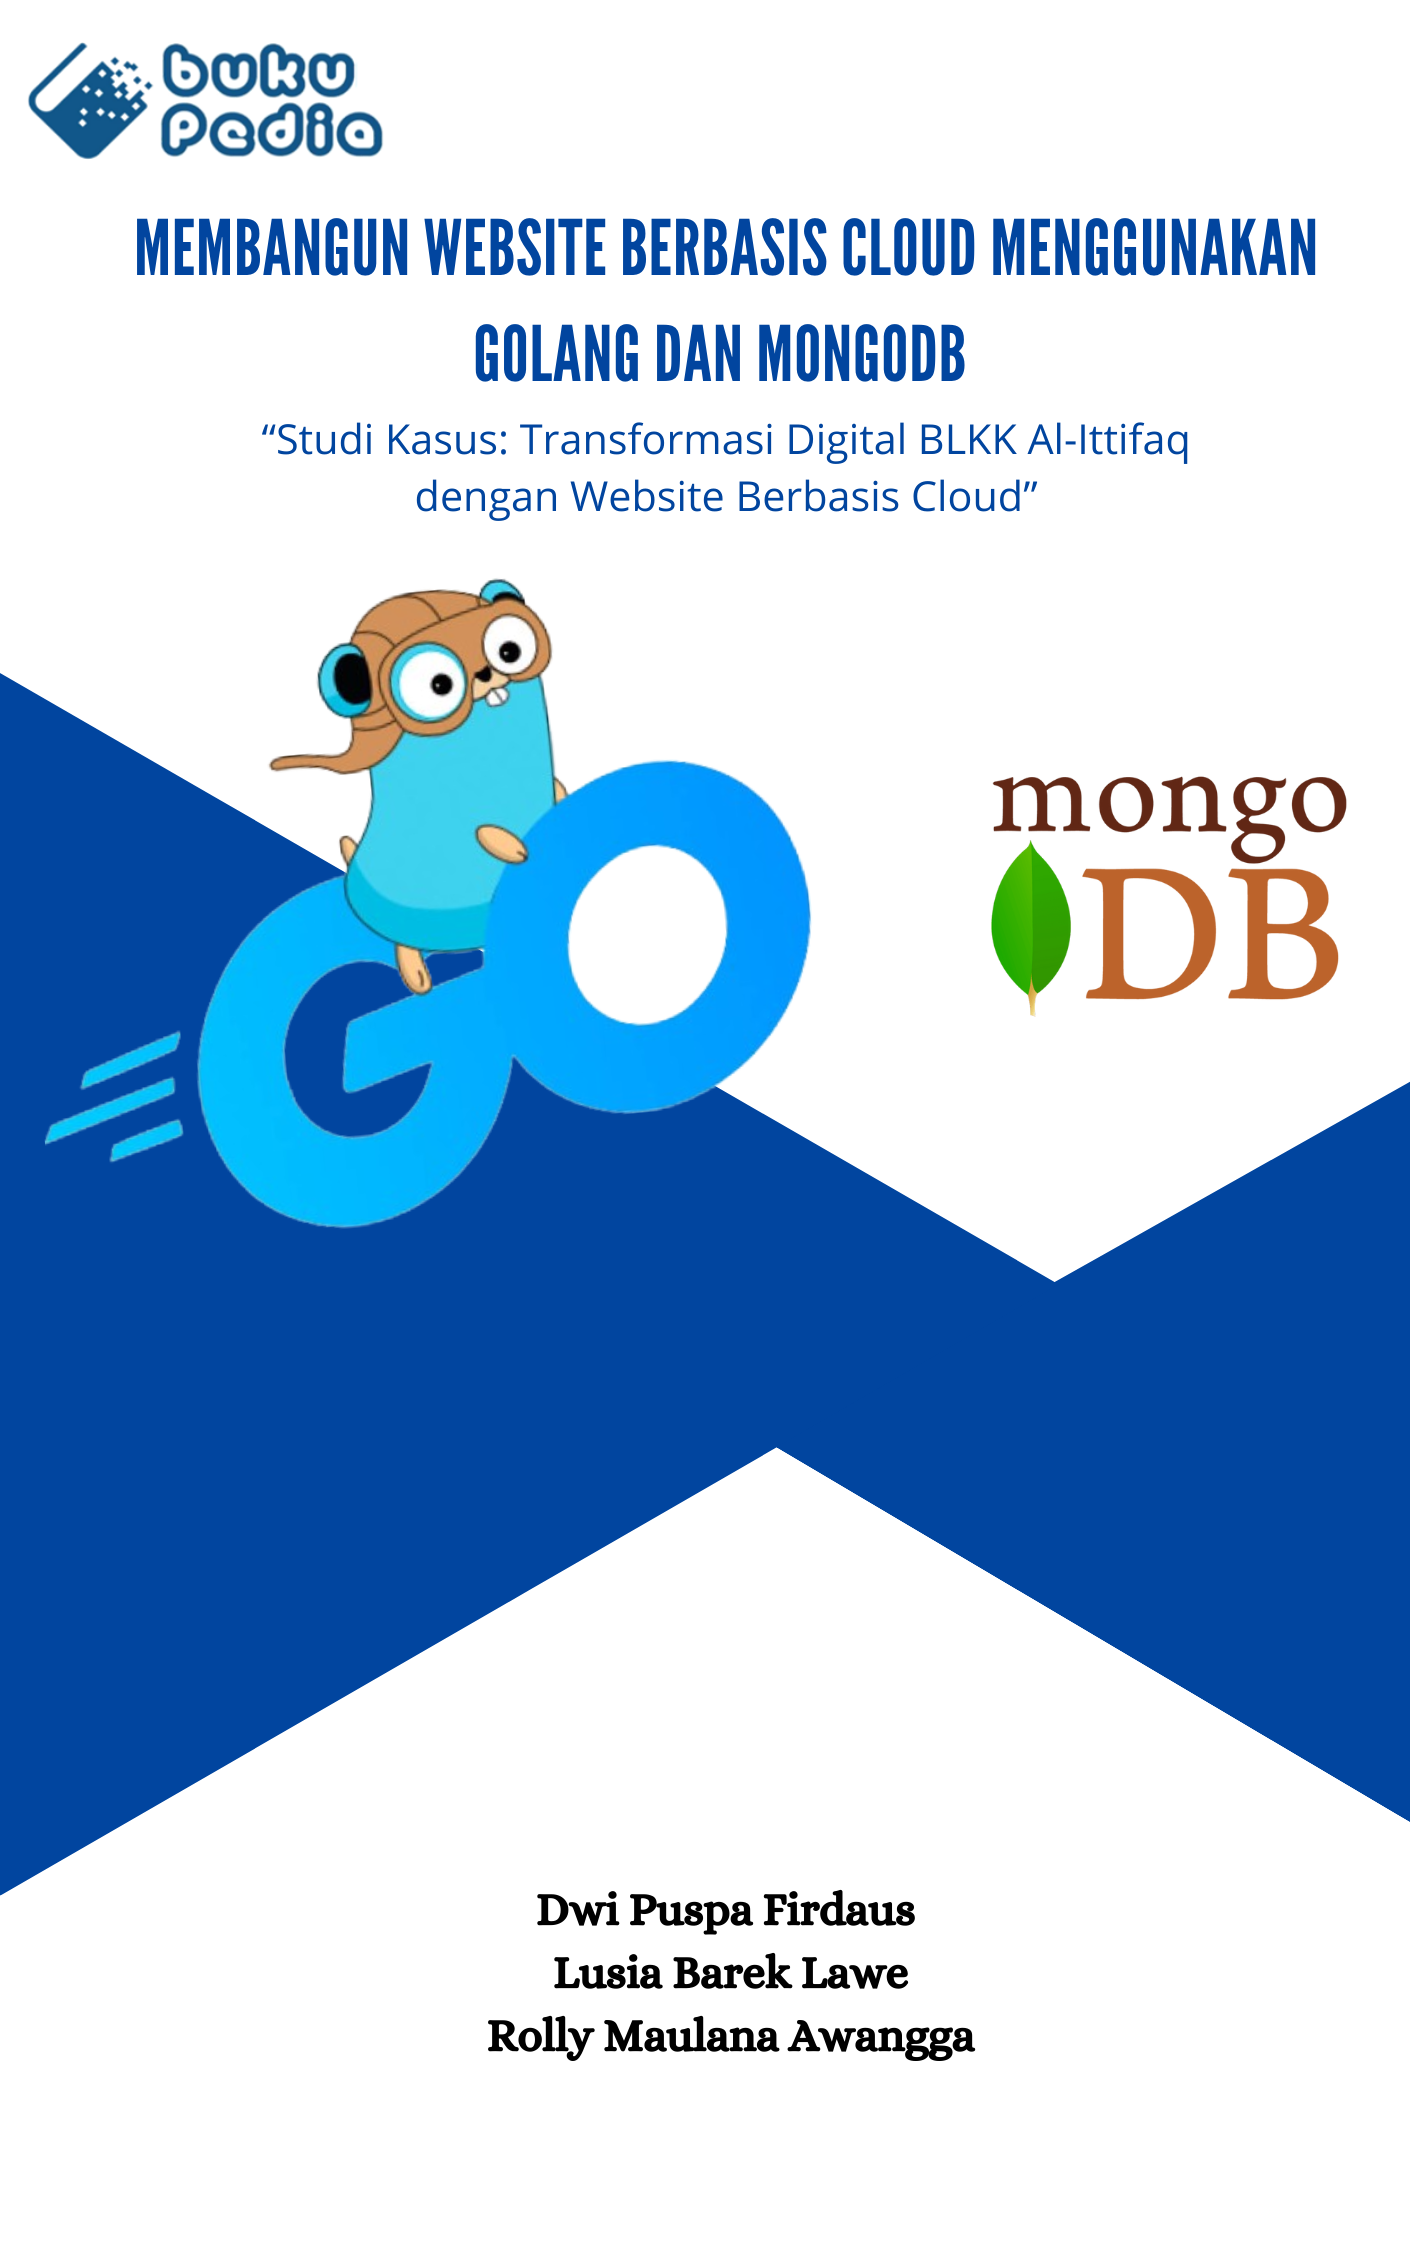 buku
Pedia
MEMBANGUN WEBSITE BERBASIS CLOUD MENGGUNAKAN
GOLANG DAN MONGODB
“Studi Kasus: Transformasi Digital BLKK Al-Ittifaq
dengan Website Berbasis Cloud”
GO
mongo
DB
Dwi Puspa Firdaus
Lusia Barek Lawe
Rolly Maulana Awangga